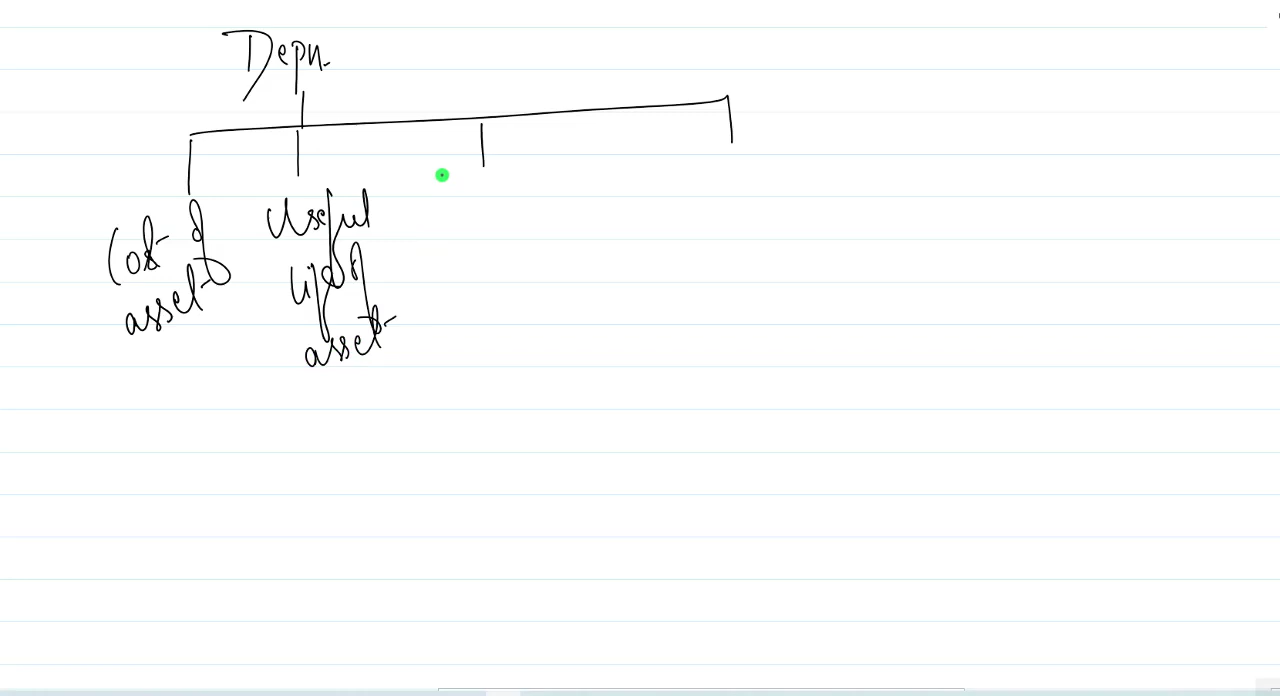 Depn.
Cost of
asset
Useful
life of
asset